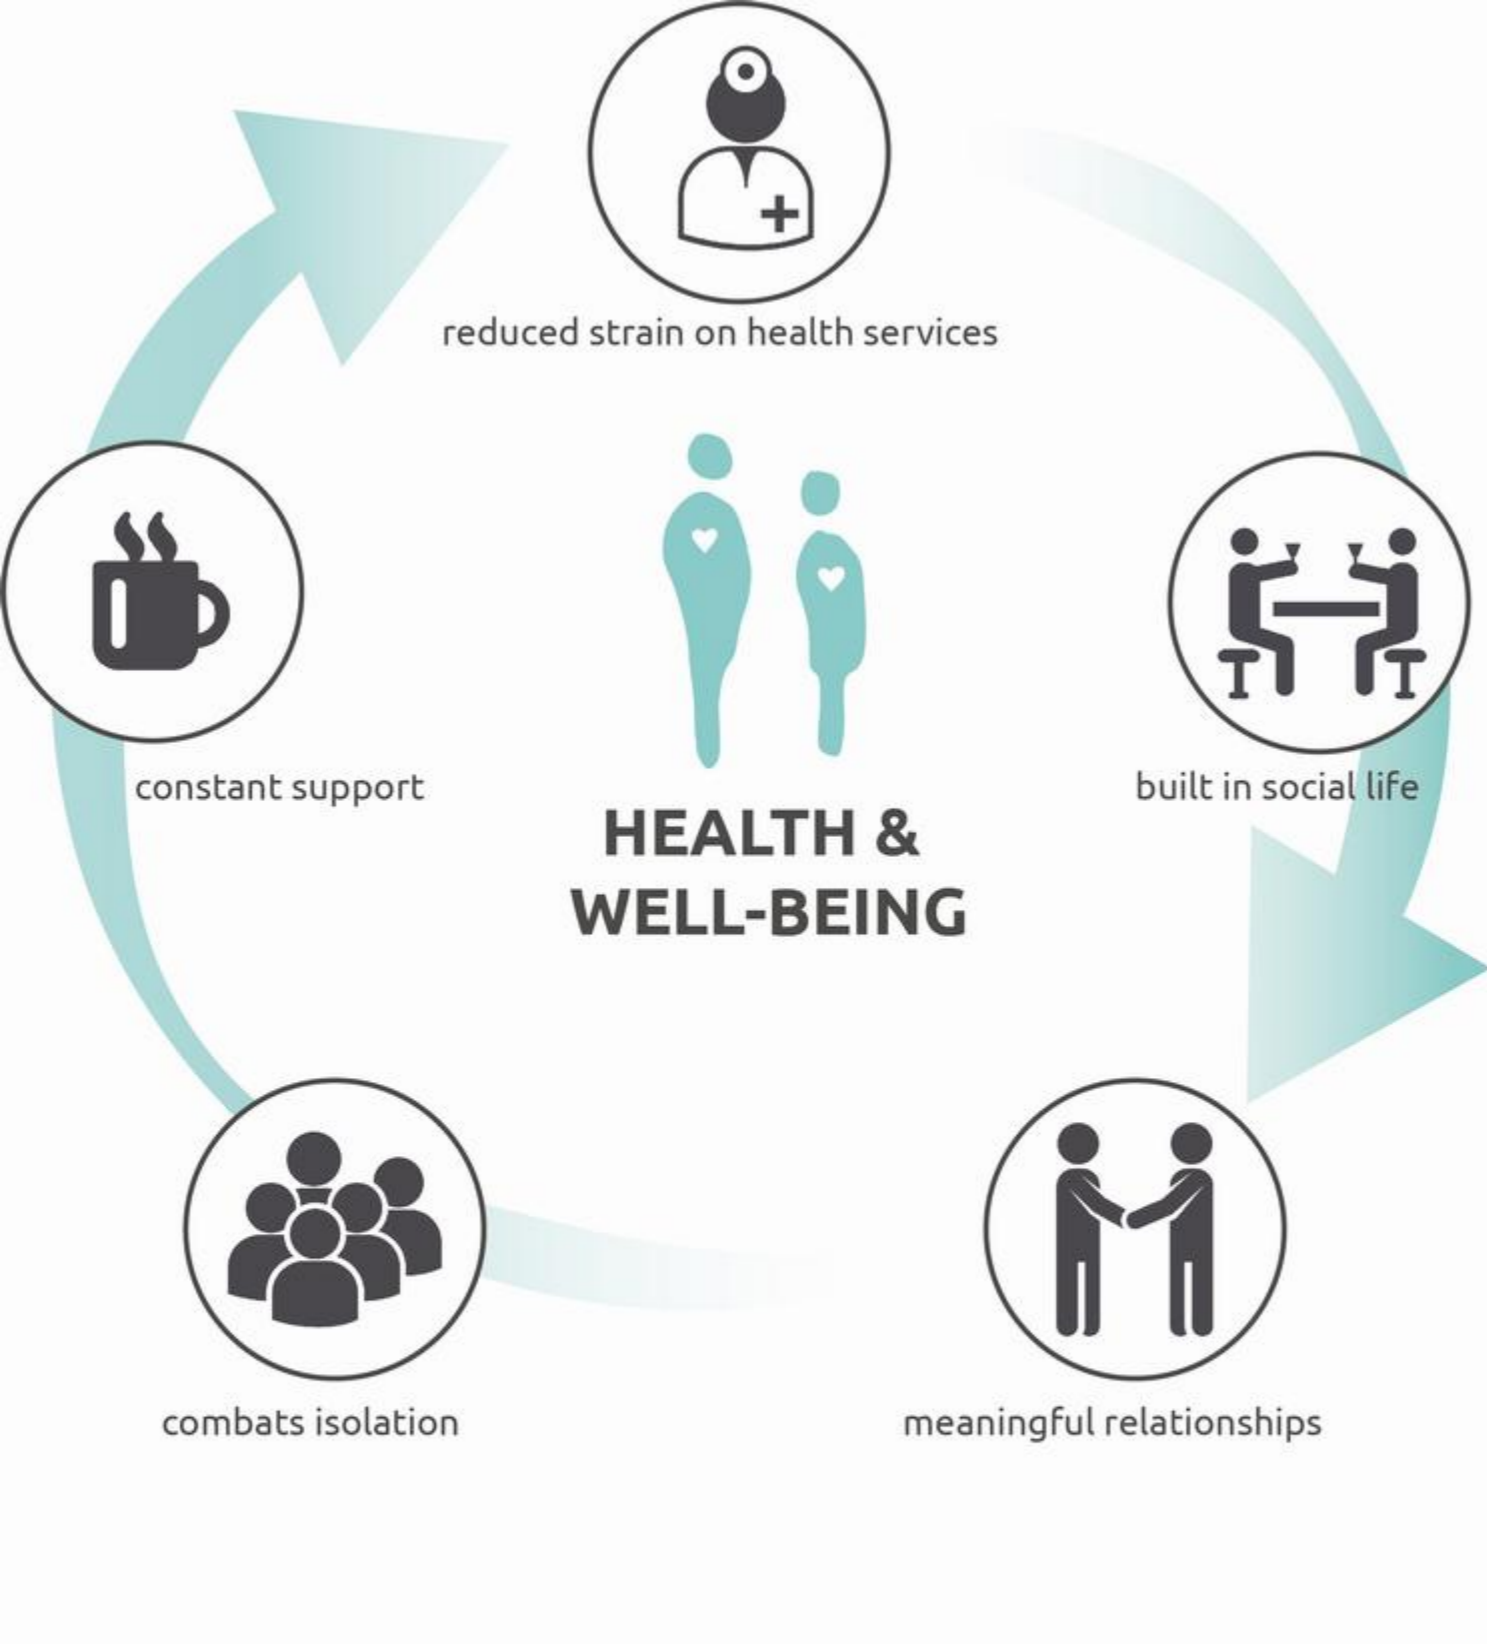 reduced strain on health services
constant support
built in social life
HEALTH &
WELL-BEING
combats isolation
meaningful relationships